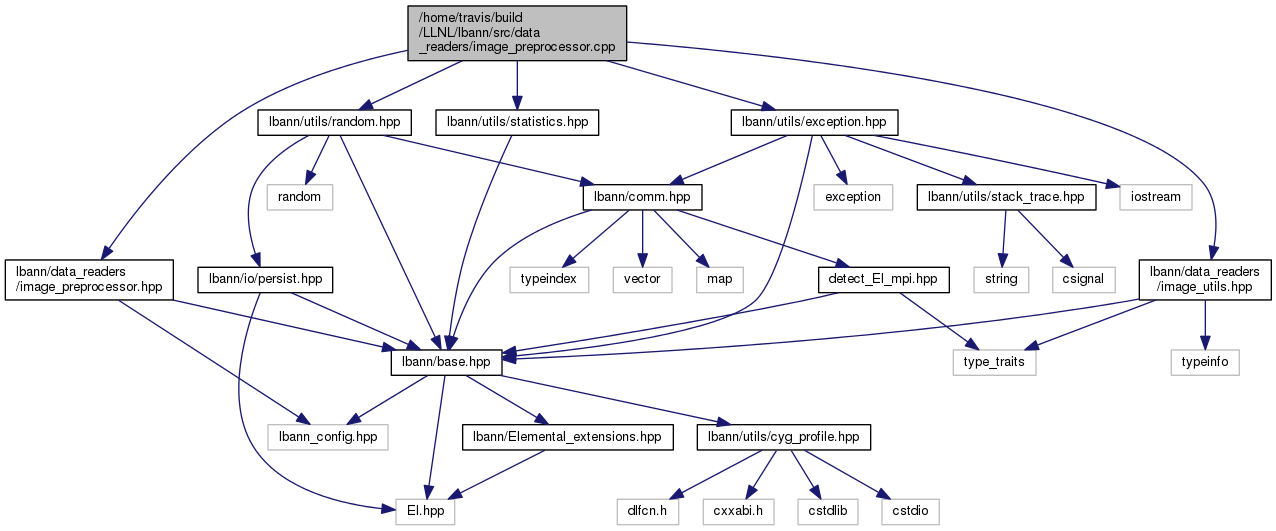 /home/travis/build
/LLNL/lbann/src/data
_readers/image_preprocessor.cpp
lbann/utils/random.hpp
lbann/utils/statistics.hpp
lbann/utils/exception.hpp
random
lbann/comm.hpp
exception
lbann/utils/stack_trace.hpp
iostream
lbann/data_readers
/image_preprocessor.hpp
lbann/io/persist.hpp
typeindex
vector
map
detect_El_mpi.hpp
string
csignal
lbann/data_readers
/image_utils.hpp
lbann/base.hpp
type_traits
typeinfo
lbann_config.hpp
lbann/Elemental_extensions.hpp
lbann/utils/cyg_profile.hpp
El.hpp
dlfcn.h
cxxabi.h
cstdlib
cstdio